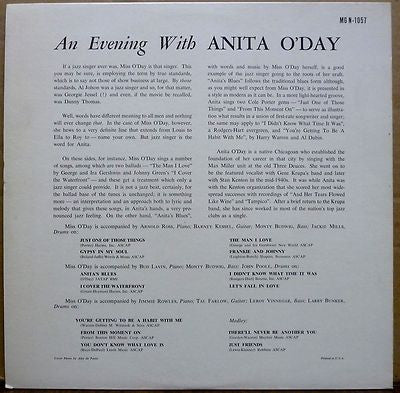 MG N-1057
An Evening With ANITA O'DAY
If a jazz singer ever was, Miss O'Day is that singer. This
you may be sure, is employing the term by true standards,
which is to say not those of show business at large. By those
standards, Al Jolson was a jazz singer and so, for that matter,
was George Jessel (!) and even, if the movie be recalled,
was Danny Thomas.
Well, words have different meaning to all men and nothing
will ever change that. In the case of Miss O'Day, however,
she hews to a very definite line that extends from Louis to
Ella to Roy — to name our own. But jazz singer is the
word for Anita.
On these sides, for instance, Miss O'Day sings a number
of songs, among which are two ballads — "The Man I Love"
by George and Ira Gershwin and Johnny Green's "I Cover
the Waterfront" — and these get a treatment which only a
jazz singer could provide. It is not a jazz beat, certainly, for
the ballad base of the tunes is unchanged; it is something
more — an interpretation and an approach both to lyric and
melody that gives these songs, in Anita's hands, a very pro-
nounced jazz feeling. On the other hand, "Anita's Blues",
with words and music by Miss O'Day herself, is a good
example of the jazz singer going to the roots of her craft.
"Anita's Blues" follows the traditional blues form although,
as you might well expect from Miss O'Day, it is presented in
a style as modern as it can be. In a more light-hearted groove,
Anita sings two Cole Porter gems — "Just One of Those
Things" and "From This Moment On" — to serve as illustra-
tion what results in a union of first-rate songwriter and singer;
the same may apply to "I Didn't Know What Time It Was";
a Rodgers-Hart evergreen, and "You're Getting To Be A
Habit With Me", by Harry Warren and Al Dubin.
Anita O'Day is a native Chicagoan who established the
foundation of her career in that city by singing with the
Max Miller unit at the old Three Deuces. She went on to
be the featured vocalist with Gene Krupa's band and later
with Stan Kenton in the mid-1940s. It was while Anita was
with the Kenton organization that she scored her most wide-
spread successes with recordings of "And Her Tears Flowed
Like Wine" and "Tampico". After a brief return to the Krupa
band, she has since worked in most of the nation's top jazz
clubs as a single.
Miss O'Day is accompanied by ARNOLD ROSS, Piano; BARNEY KESSEL, Guitar; MONTY BUDWIG, Bass; JACKIE MILLS,
Drums on:
JUST ONE OF THOSE THINGS
GYPSY IN MY SOUL
THE MAN I LOVE
FRANKIE AND JOHNNY
Miss O'Day is accompanied by BUD LAVIN, Piano; MONTY BUDWIG, Bass; JOHN POOLE, Drums on:
ANITA'S BLUES
I COVER THE WATERFRONT
I DIDN'T KNOW WHAT TIME IT WAS
LET'S FALL IN LOVE
Miss O'Day is accompanied by JIMMIE ROWLES, Piano; TAL FARLOW, Guitar; LEROY VINNEGAR, Bass; LARRY BUNKER,
Drums on:
YOU'RE GETTING TO BE A HABIT WITH ME
FROM THIS MOMENT ON
YOU DON'T KNOW WHAT LOVE IS
Medley:
THERE'LL NEVER BE ANOTHER YOU
JUST FRIENDS
Cover Photo by Alex de Paola
Printed in U.S.A.